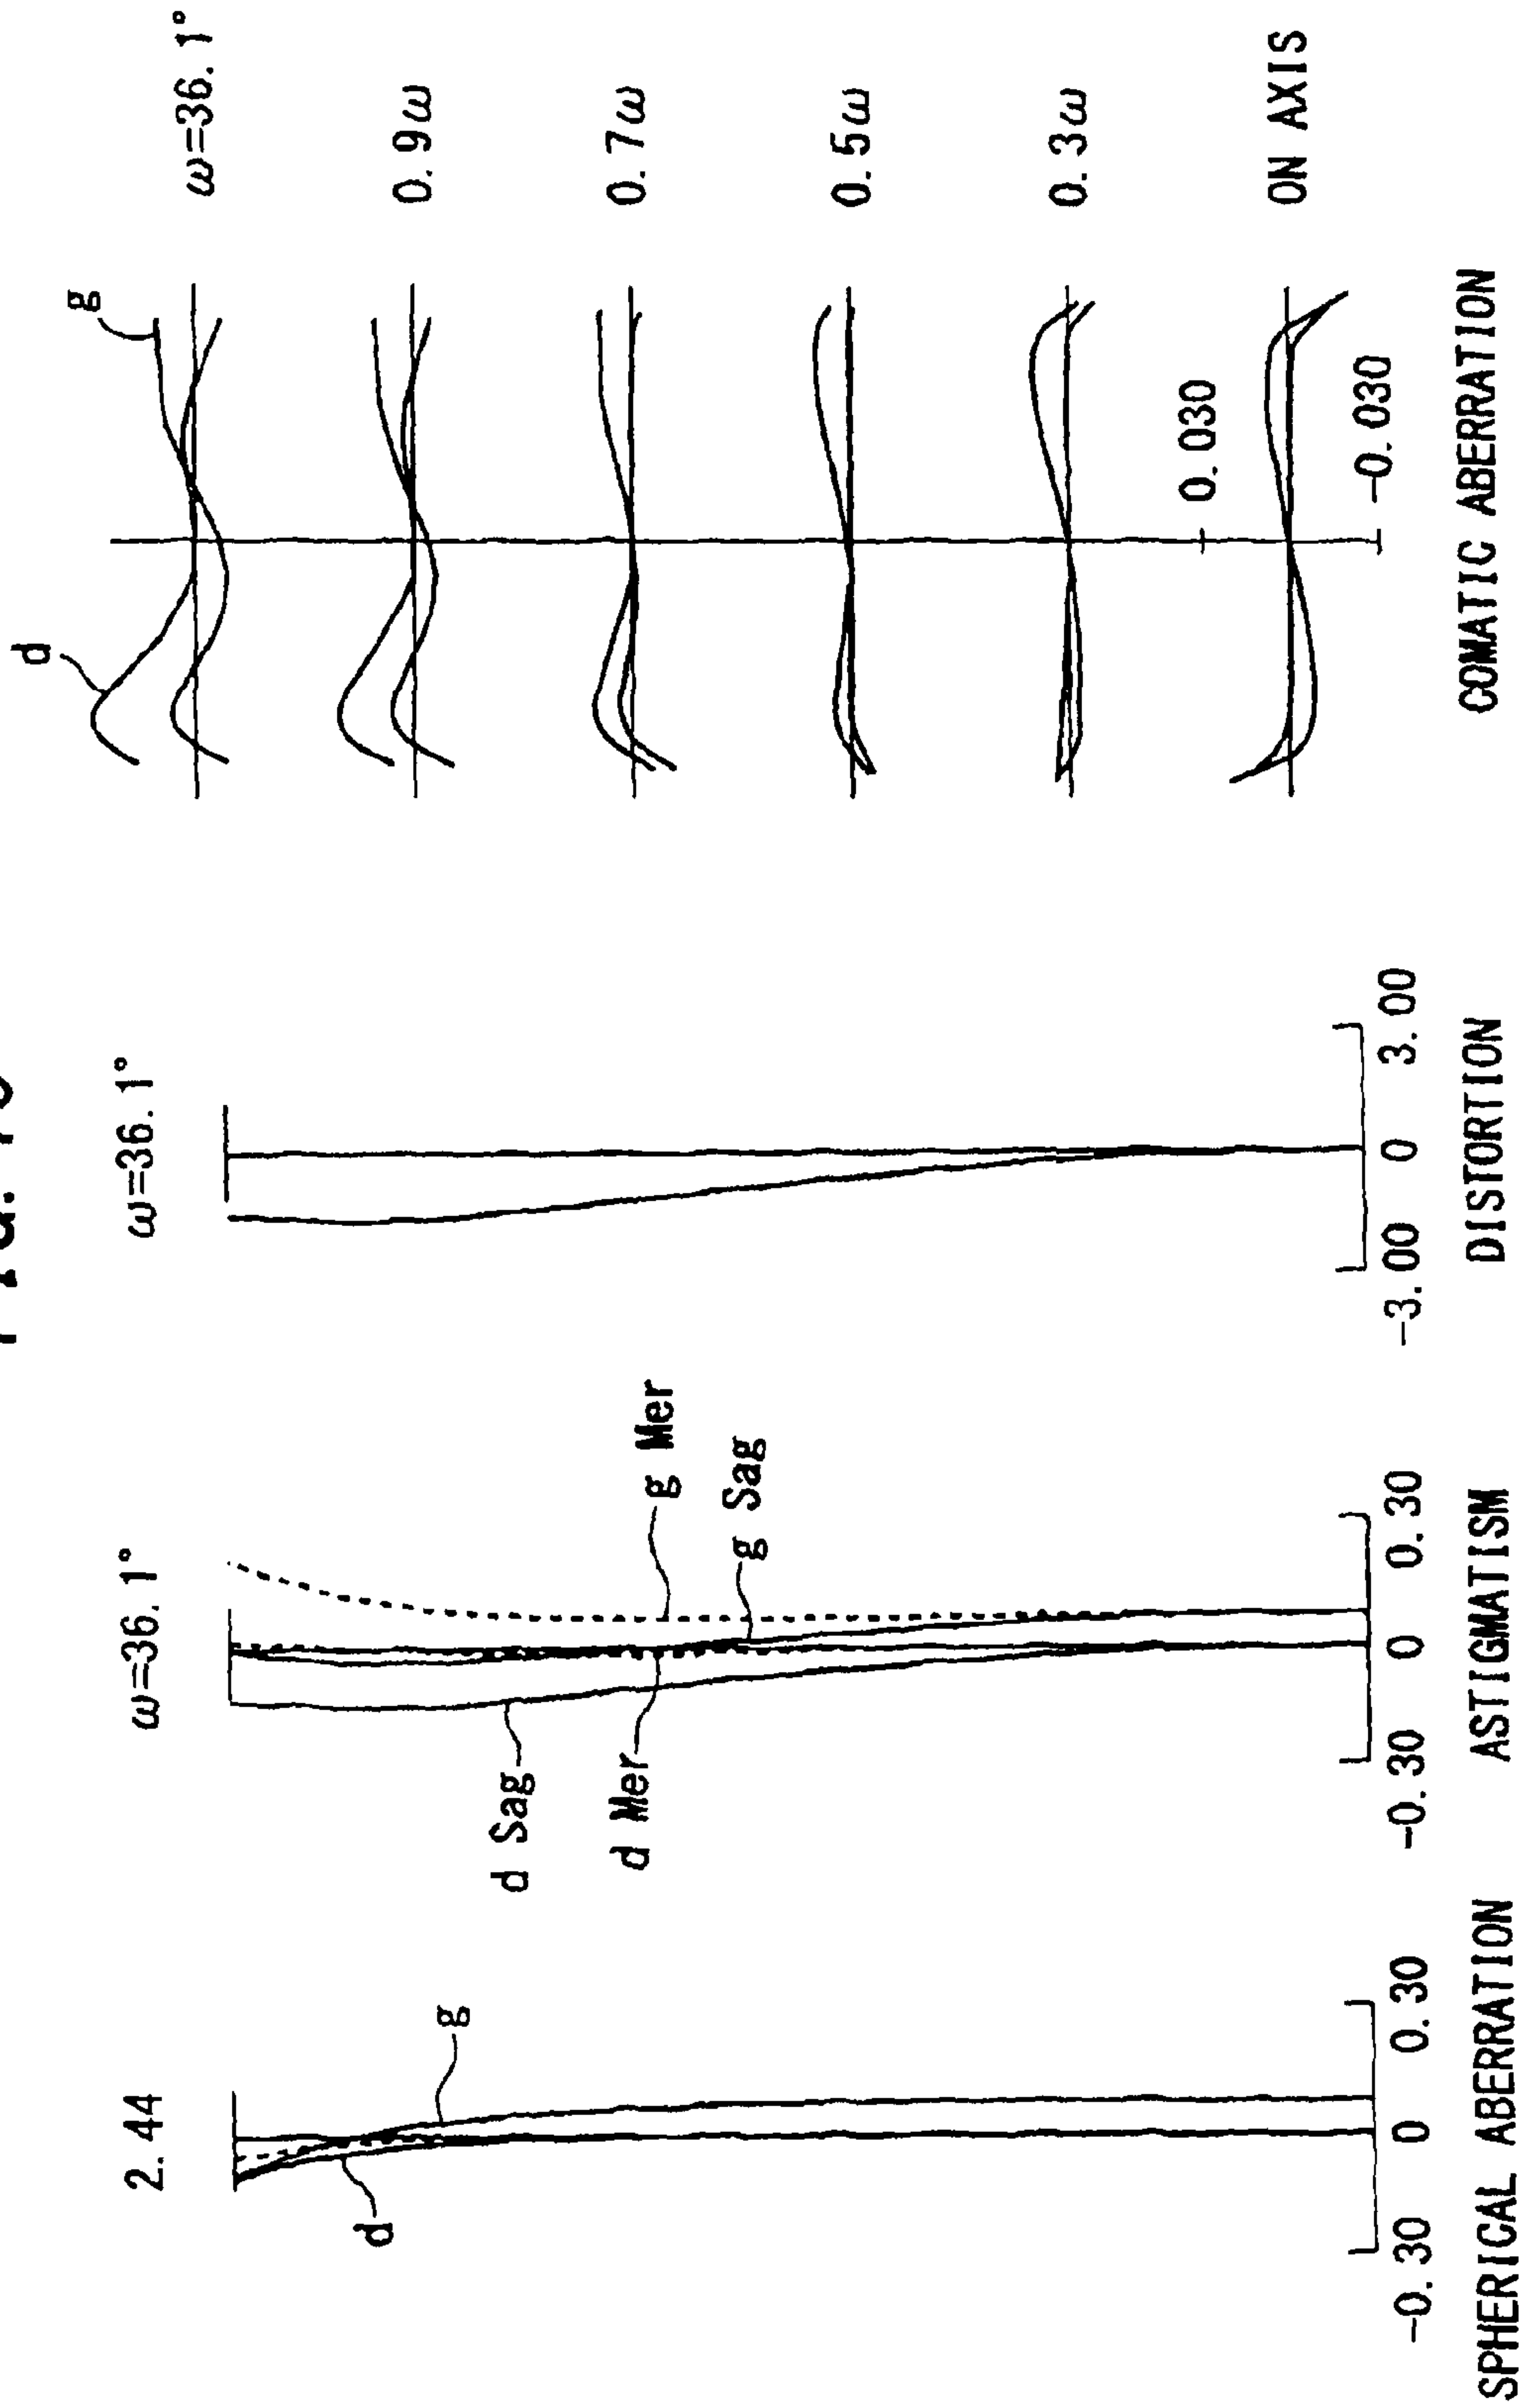 2. 44
d
g
-0. 30
0
0. 30
SPHERICAL ABERRATION
ω=36. 1°
d Sag
d Mer
g Mer
g Sag
-0. 30
0
0. 30
ASTIGMATISM
ω=36. 1°
-3. 00
0
3. 00
DISTORTION
d
g
ω=36. 1°
0. 9ω
0. 7ω
0. 5ω
0. 3ω
0. 030
ON AXIS
-0. 030
COMATIC ABERRATION